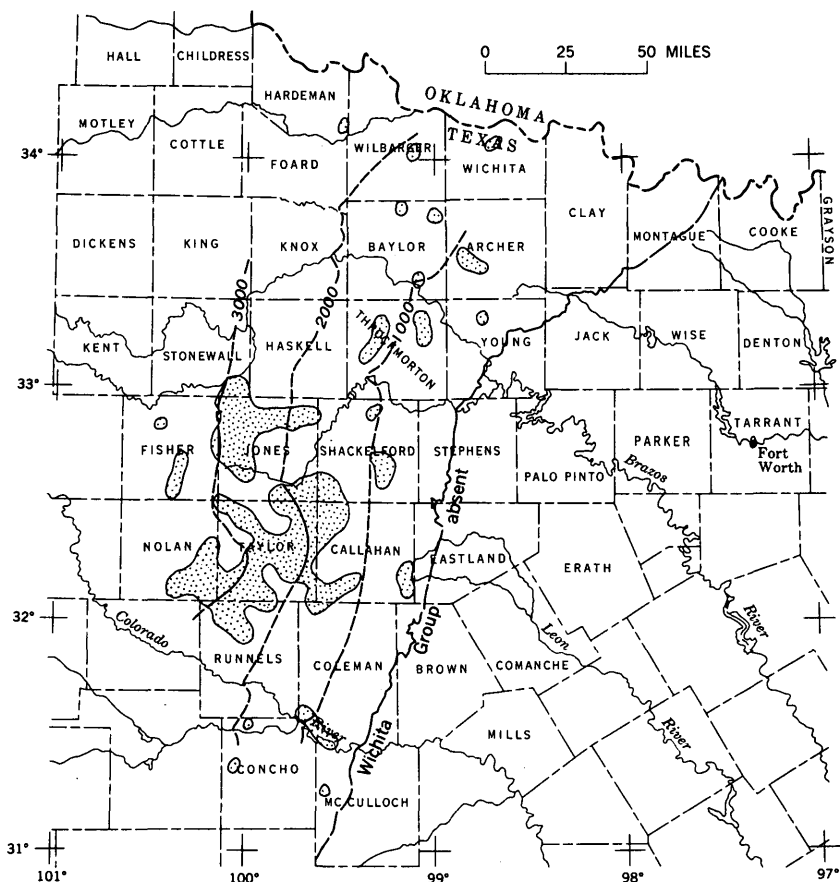 0 25 50 MILES
HALL
CHILDRESS
HARDEMAN
OKLAHOMA
TEXAS
MOTLEY
COTTLE
FOARD
WILBARGER
WICHITA
34°
CLAY
MONTAGUE
COOKE
GRAYSON
DICKENS
KING
KNOX
BAYLOR
ARCHER
3000
2000
1000
KENT
STONEWALL
HASKELL
THROCKMORTON
YOUNG
JACK
WISE
DENTON
33°
FISHER
JONES
SHACKELFORD
STEPHENS
PALO PINTO
PARKER
TARRANT
Fort
Worth
Brazos
River
NOLAN
TAYLOR
CALLAHAN
EASTLAND
ERATH
absent
Group
Wichita
32°
Colorado
River
RUNNELS
COLEMAN
BROWN
COMANCHE
Leon
River
MILLS
CONCHO
MC CULLOCH
31°
101°
100°
99°
98°
97°